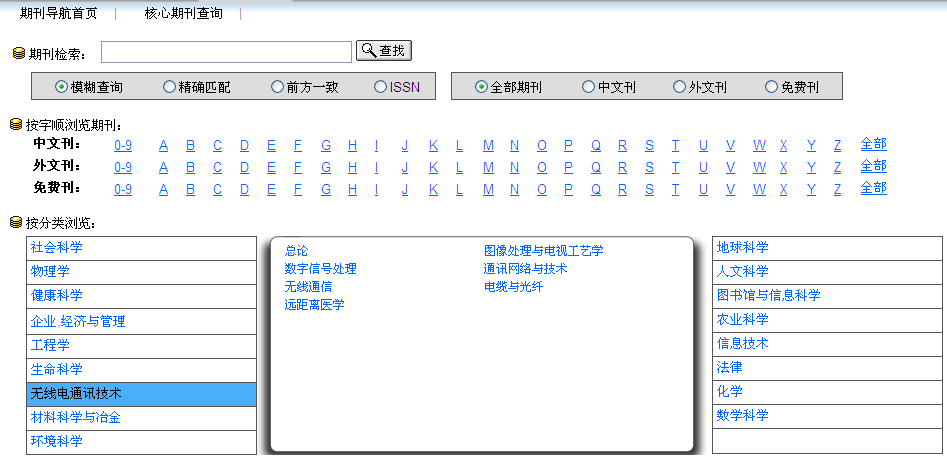 期刊导航首页 | 核心期刊查询 |
期刊检索： 查找
模糊查询 精确匹配 前方一致 ISSN 全部期刊 中文刊 外文刊 免费刊
按字顺浏览期刊：
中文刊： 0-9 A B C D E F G H I J K L M N O P Q R S T U V W X Y Z 全部
外文刊： 0-9 A B C D E F G H I J K L M N O P Q R S T U V W X Y Z 全部
免费刊： 0-9 A B C D E F G H I J K L M N O P Q R S T U V W X Y Z 全部
按分类浏览：
社会科学
物理学
健康科学
企业,经济与管理
工程学
生命科学
无线电通讯技术
材料科学与冶金
环境科学
总论 图像处理与电视工艺学
数字信号处理 通讯网络与技术
无线通信 电缆与光纤
远距离医学
地球科学
人文科学
图书馆与信息科学
农业科学
信息技术
法律
化学
数学科学